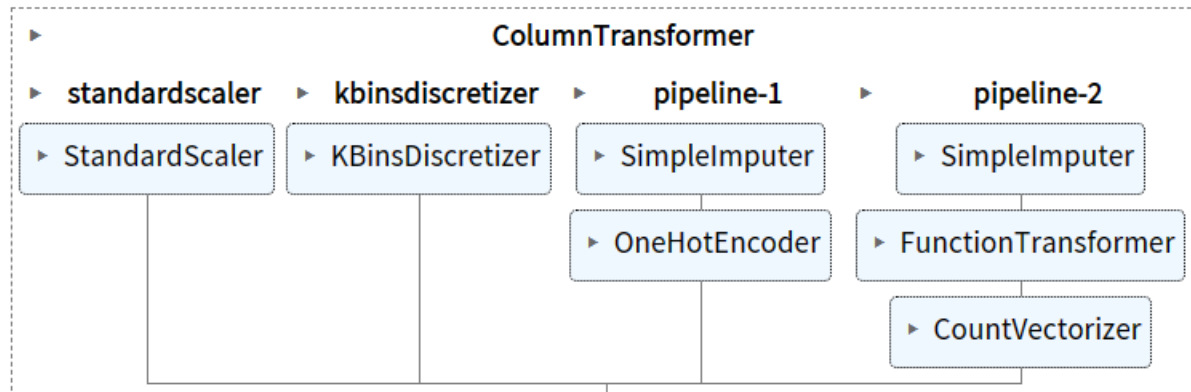 ColumnTransformer
standardscaler kbinsdiscretizer pipeline-1 pipeline-2
StandardScaler KBinsDiscretizer SimpleImputer SimpleImputer
OneHotEncoder FunctionTransformer
CountVectorizer